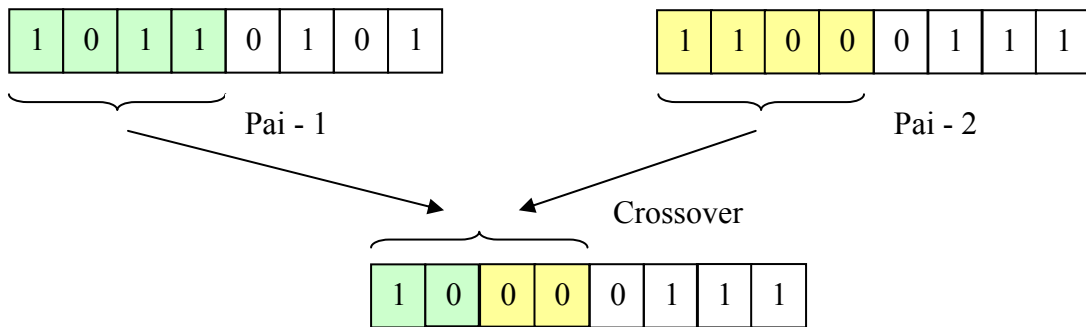 1 0 1 1 0 1 0 1
1 1 0 0 0 1 1 1
Pai - 1
Pai - 2
Crossover
1 0 0 0 0 1 1 1